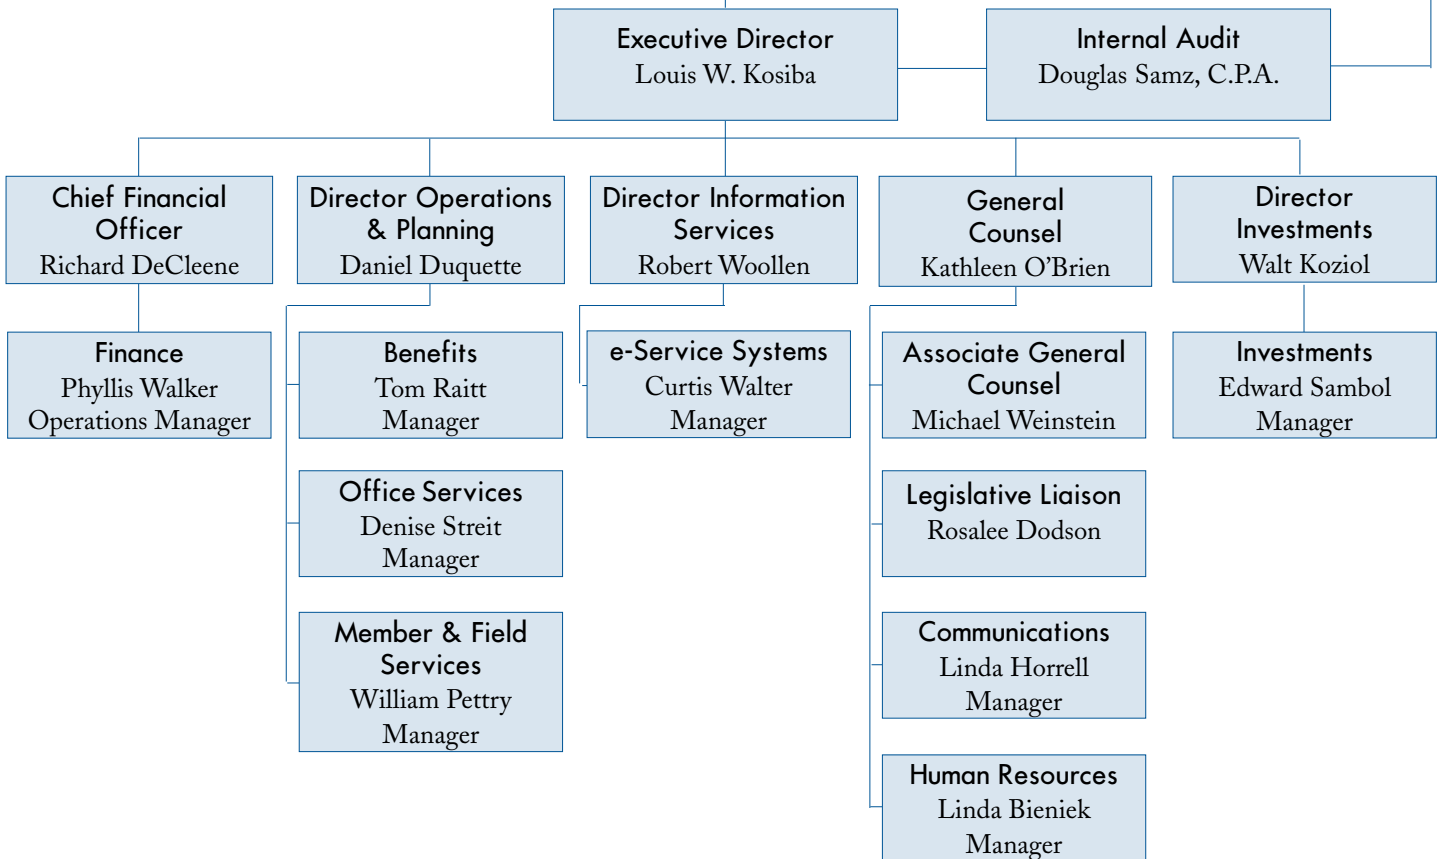 Executive Director
Louis W. Kosiba
Internal Audit
Douglas Samz, C.P.A.
Chief Financial
Officer
Richard DeCleene
Director Operations
& Planning
Daniel Duquette
Director Information
Services
Robert Woollen
General
Counsel
Kathleen O’Brien
Director
Investments
Walt Koziol
Finance
Phyllis Walker
Operations Manager
Benefits
Tom Raitt
Manager
e-Service Systems
Curtis Walter
Manager
Associate General
Counsel
Michael Weinstein
Investments
Edward Sambol
Manager
Office Services
Denise Streit
Manager
Legislative Liaison
Rosalee Dodson
Member & Field
Services
William Pettry
Manager
Communications
Linda Horrell
Manager
Human Resources
Linda Bieniek
Manager